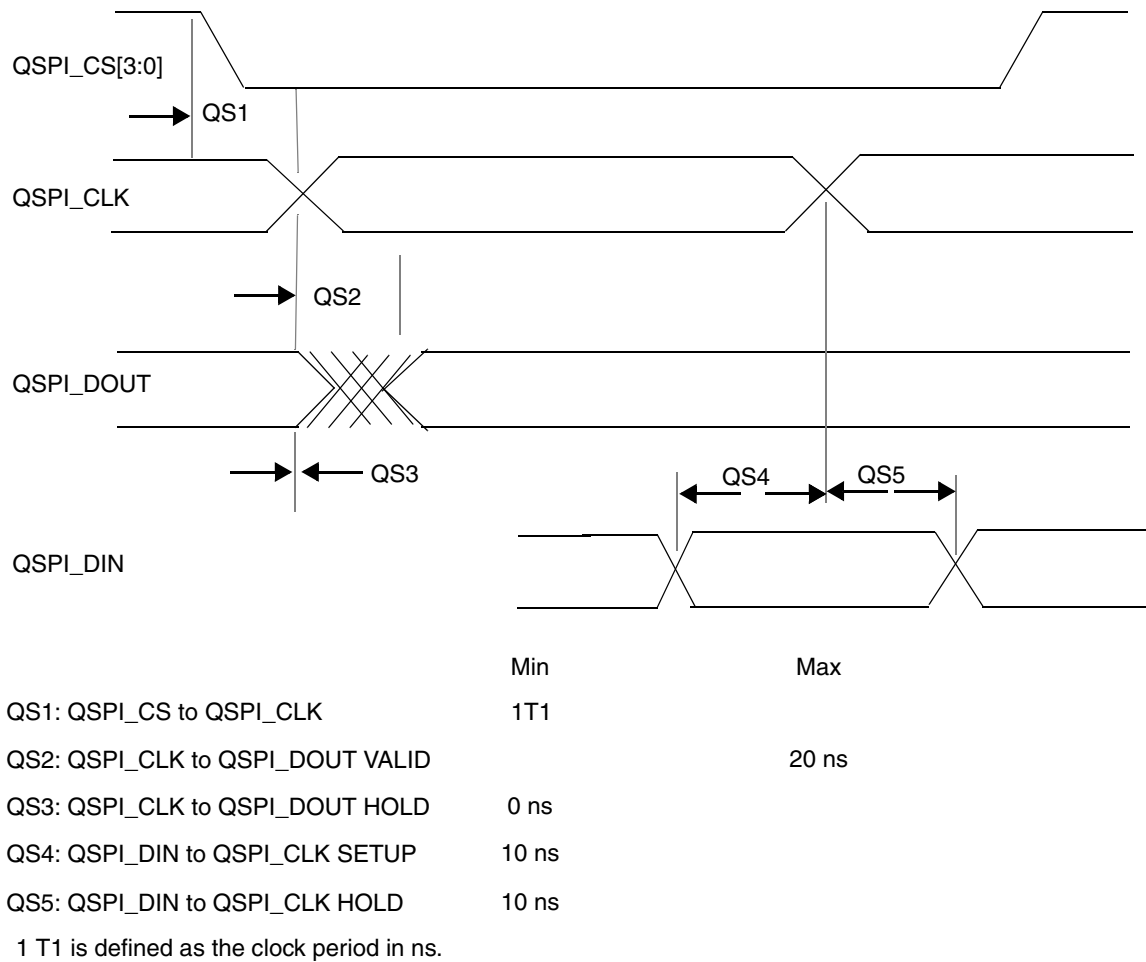 QSPI_CS[3:0]
QS1
QSPI_CLK
QS2
QSPI_DOUT
QS3
QS4
QS5
QSPI_DIN
Min Max
QS1: QSPI_CS to QSPI_CLK 1T1
QS2: QSPI_CLK to QSPI_DOUT VALID 20 ns
QS3: QSPI_CLK to QSPI_DOUT HOLD 0 ns
QS4: QSPI_DIN to QSPI_CLK SETUP 10 ns
QS5: QSPI_DIN to QSPI_CLK HOLD 10 ns
1 T1 is defined as the clock period in ns.